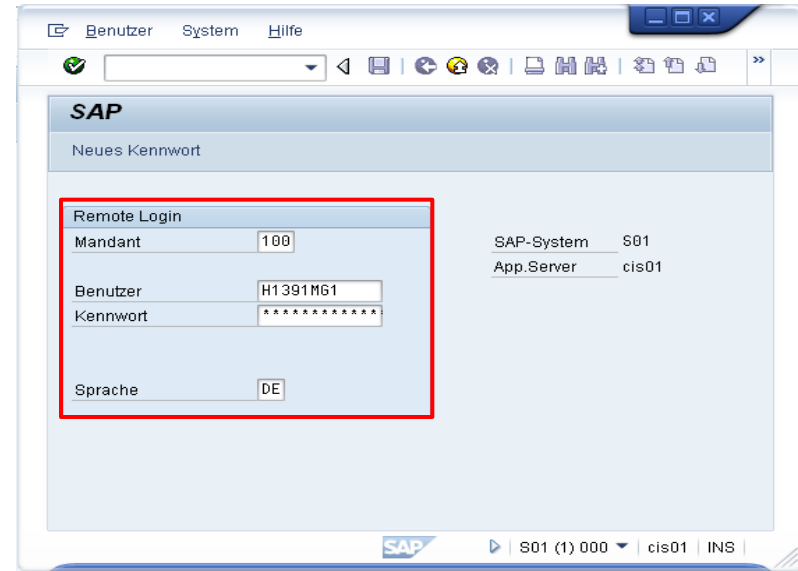 Benutzer System Hilfe
SAP
Neues Kennwort
Remote Login
Mandant 100 SAP-System S01
App.Server cis01
Benutzer H1391MG1
Kennwort ************
Sprache DE
SAP S01 (1) 000 cis01 INS